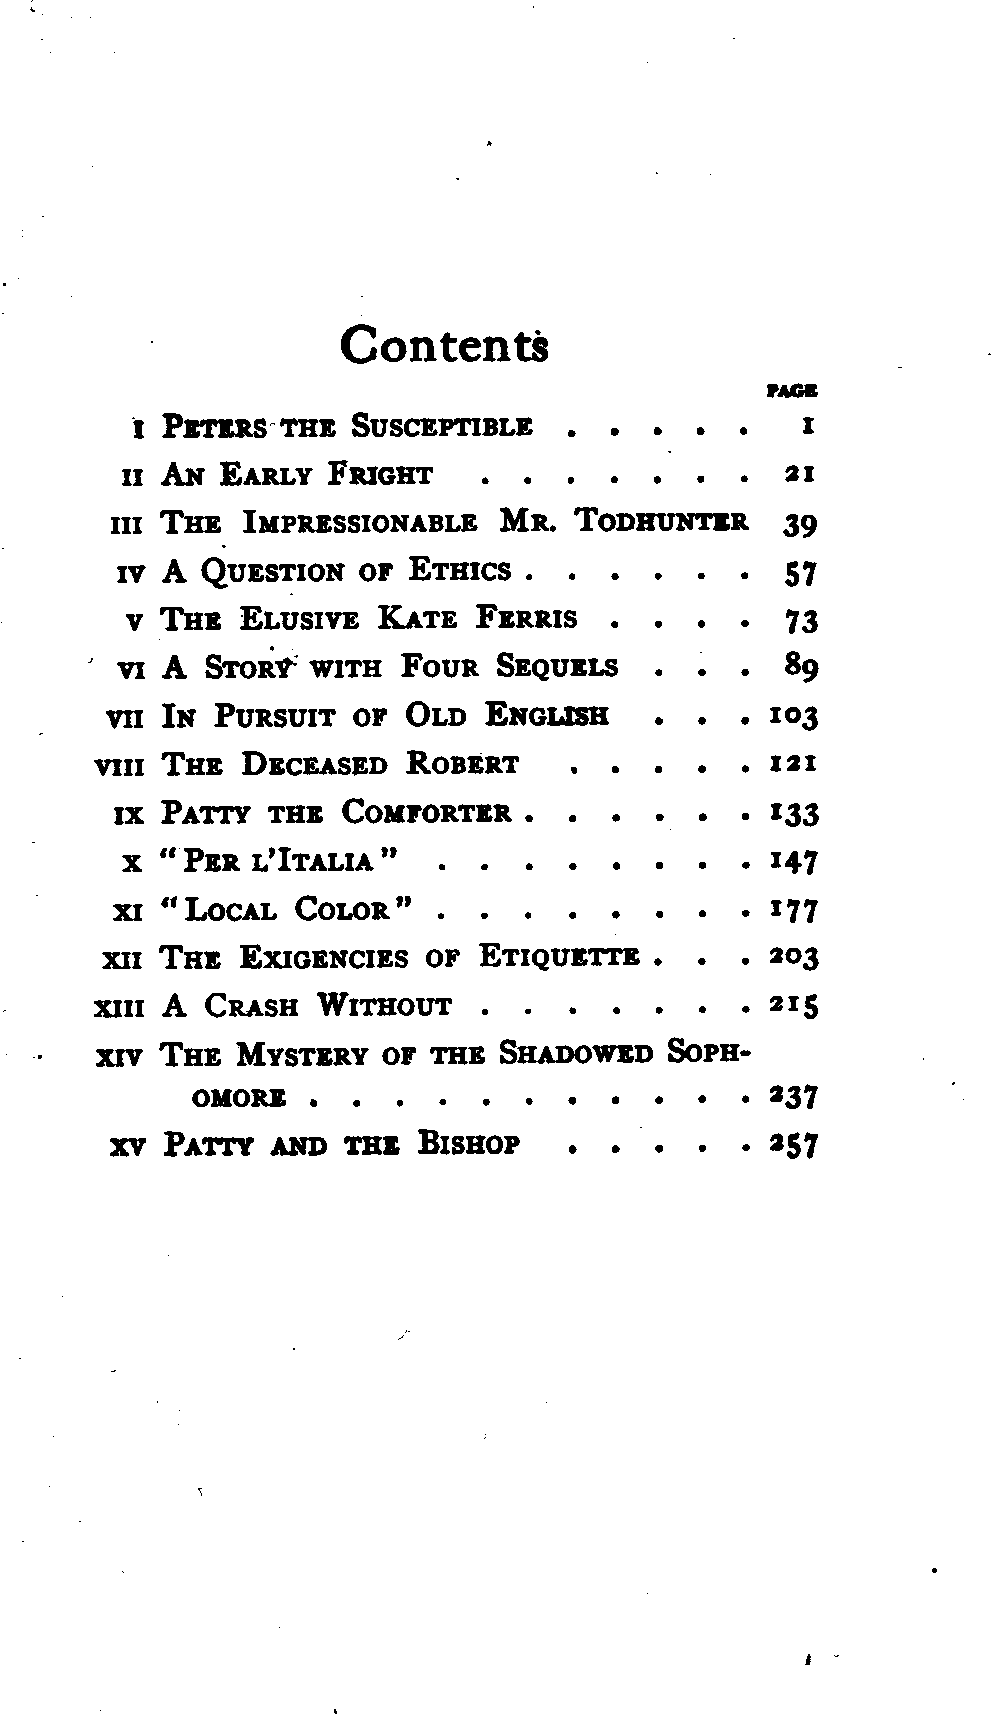 Contents
PAGE
I PETERS THE SUSCEPTIBLE . . . . . 1
II AN EARLY FRIGHT . . . . . . . 21
III THE IMPRESSIONABLE MR. TODHUNTER 39
IV A QUESTION OF ETHICS . . . . . . 57
V THE ELUSIVE KATE FERRIS . . . . 73
VI A STORY WITH FOUR SEQUELS . . . 89
VII IN PURSUIT OF OLD ENGLISH . . . 103
VIII THE DECEASED ROBERT . . . . . 121
IX PATTY THE COMFORTER . . . . . . 133
X "PER L'ITALIA" . . . . . . . . 147
XI "LOCAL COLOR" . . . . . . . . 177
XII THE EXIGENCIES OF ETIQUETTE . . . 203
XIII A CRASH WITHOUT . . . . . . . 215
XIV THE MYSTERY OF THE SHADOWED SOPH-
OMORE . . . . . . . . . . . 237
XV PATTY AND THE BISHOP . . . . . 257